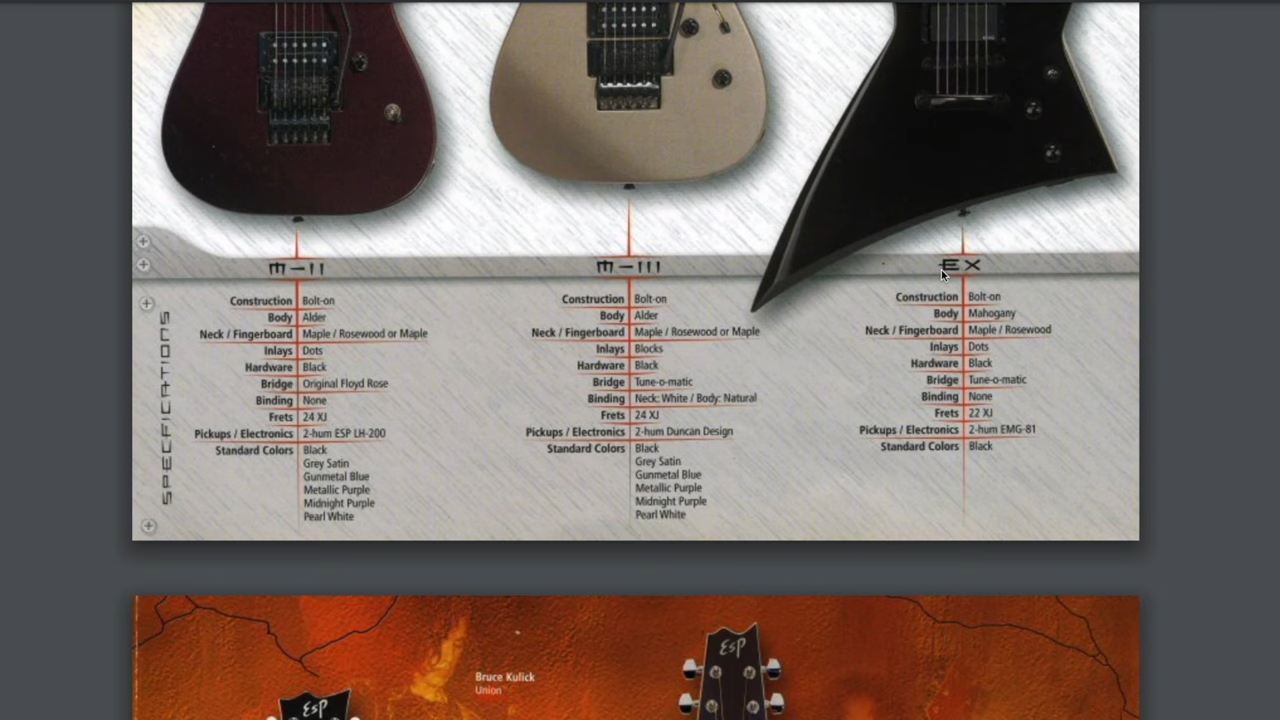 M-II
M-III
EX
SPECFICATIONS
Construction Bolt-on
Body Alder
Neck / Fingerboard Maple / Rosewood or Maple
Inlays Dots
Hardware Black
Bridge Original Floyd Rose
Binding None
Frets 24 XJ
Pickups / Electronics 2-hum ESP LH-200
Standard Colors Black
Grey Satin
Gunmetal Blue
Metallic Purple
Midnight Purple
Pearl White
Construction Bolt-on
Body Alder
Neck / Fingerboard Maple / Rosewood or Maple
Inlays Blocks
Hardware Black
Bridge Tune-o-matic
Binding Neck: White / Body: Natural
Frets 24 XJ
Pickups / Electronics 2-hum Duncan Design
Standard Colors Black
Grey Satin
Gunmetal Blue
Metallic Purple
Midnight Purple
Pearl White
Construction Bolt-on
Body Mahogany
Neck / Fingerboard Maple / Rosewood
Inlays Dots
Hardware Black
Bridge Tune-o-matic
Binding None
Frets 22 XJ
Pickups / Electronics 2-hum EMG-81
Standard Colors Black
Bruce Kulick
Union
ESP
ESP